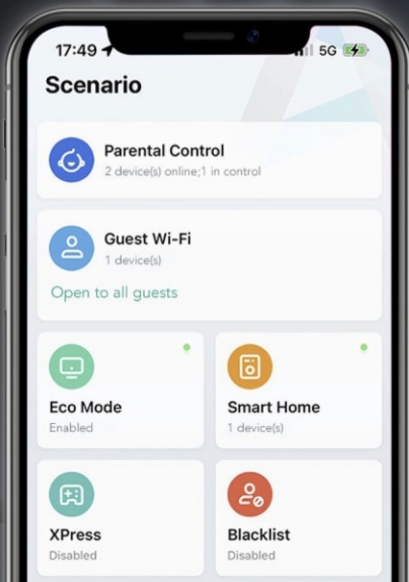 17:49
5G
Scenario
Parental Control
2 device(s) online;1 in control
Guest Wi-Fi
1 device(s)
Open to all guests
Eco Mode
Enabled
Smart Home
1 device(s)
XPress
Disabled
Blacklist
Disabled